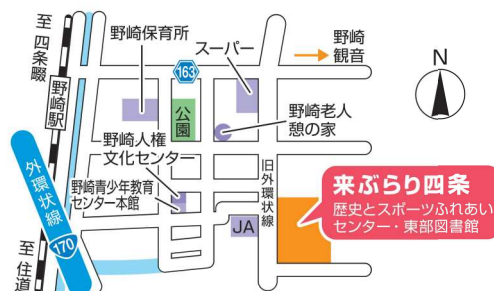 至 四条畷
野崎駅
外環状線
170
至 住道
野崎保育所
163
スーパー
野崎
観音
公園
野崎老人
憩の家
野崎人権
文化センター
野崎青少年教育
センター本館
旧外環状線
JA
N
来ぶらり四条
歴史とスポーツふれあい
センター・東部図書館